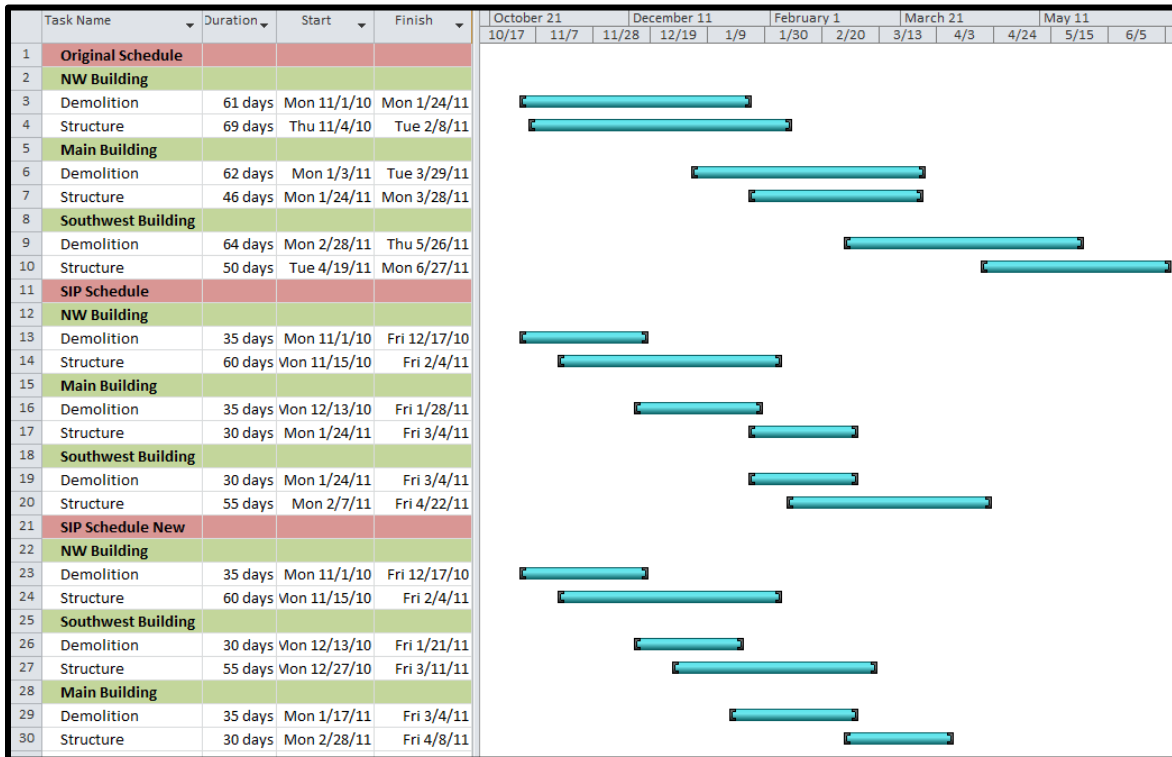 Task Name Duration Start Finish October 21 December 11 February 1 March 21 May 11
10/17 11/7 11/28 12/19 1/9 1/30 2/20 3/13 4/3 4/24 5/15 6/5
1 Original Schedule
2 NW Building
3 Demolition 61 days Mon 11/1/10 Mon 1/24/11
4 Structure 69 days Thu 11/4/10 Tue 2/8/11
5 Main Building
6 Demolition 62 days Mon 1/3/11 Tue 3/29/11
7 Structure 46 days Mon 1/24/11 Mon 3/28/11
8 Southwest Building
9 Demolition 64 days Mon 2/28/11 Thu 5/26/11
10 Structure 50 days Tue 4/19/11 Mon 6/27/11
11 SIP Schedule
12 NW Building
13 Demolition 35 days Mon 11/1/10 Fri 12/17/10
14 Structure 60 days Mon 11/15/10 Fri 2/4/11
15 Main Building
16 Demolition 35 days Mon 12/13/10 Fri 1/28/11
17 Structure 30 days Mon 1/24/11 Fri 3/4/11
18 Southwest Building
19 Demolition 30 days Mon 1/24/11 Fri 3/4/11
20 Structure 55 days Mon 2/7/11 Fri 4/22/11
21 SIP Schedule New
22 NW Building
23 Demolition 35 days Mon 11/1/10 Fri 12/17/10
24 Structure 60 days Mon 11/15/10 Fri 2/4/11
25 Southwest Building
26 Demolition 30 days Mon 12/13/10 Fri 1/21/11
27 Structure 55 days Mon 12/27/10 Fri 3/11/11
28 Main Building
29 Demolition 35 days Mon 1/17/11 Fri 3/4/11
30 Structure 30 days Mon 2/28/11 Fri 4/8/11